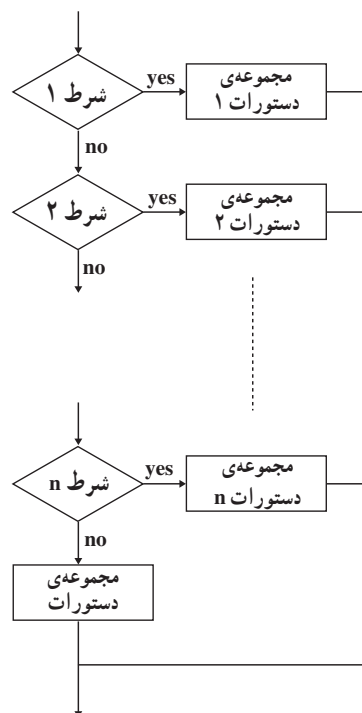 شرط ۱
yes
مجموعه‌ی
دستورات ۱
no
شرط ۲
yes
مجموعه‌ی
دستورات ۲
no
شرط n
yes
مجموعه‌ی
دستورات n
no
مجموعه‌ی
دستورات